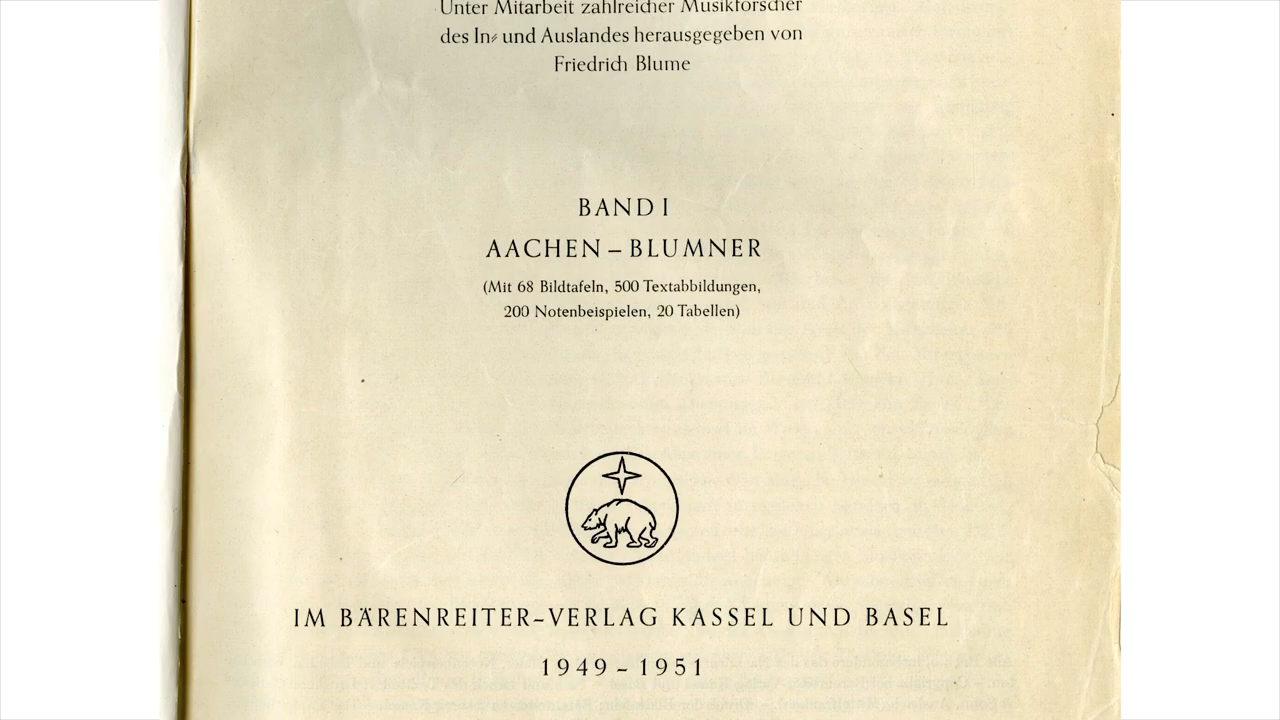 Unter Mitarbeit zahlreicher Musikforscher
des In- und Auslandes herausgegeben von
Friedrich Blume
BAND I
AACHEN – BLUMNER
(Mit 68 Bildtafeln, 500 Textabbildungen,
200 Notenbeispielen, 20 Tabellen)
IM BÄRENREITER-VERLAG KASSEL UND BASEL
1949 – 1951